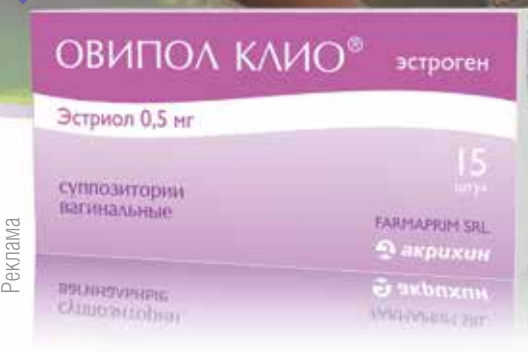 ОВИПОЛ КЛИО® эстроген
Эстриол 0,5 мг
15
штук
суппозитории
вагинальные
FARMAPRIM SRL
акрихин
Реклама